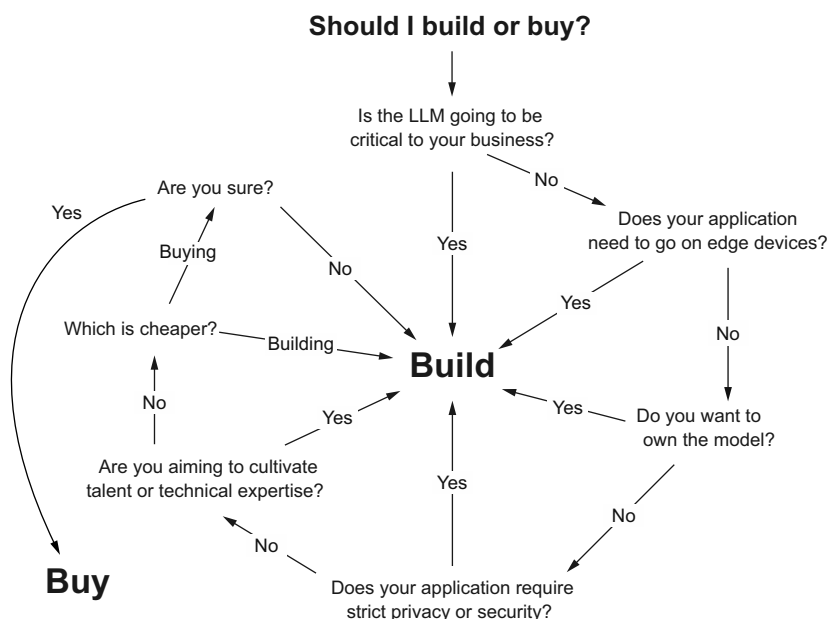 Should I build or buy?
Is the LLM going to be
critical to your business?
No
Yes
Does your application
need to go on edge devices?
Yes
No
Do you want to
own the model?
Yes
No
Does your application require
strict privacy or security?
Yes
No
Are you aiming to cultivate
talent or technical expertise?
Yes
No
Which is cheaper?
Building
Buying
Are you sure?
No
Yes
Build
Buy